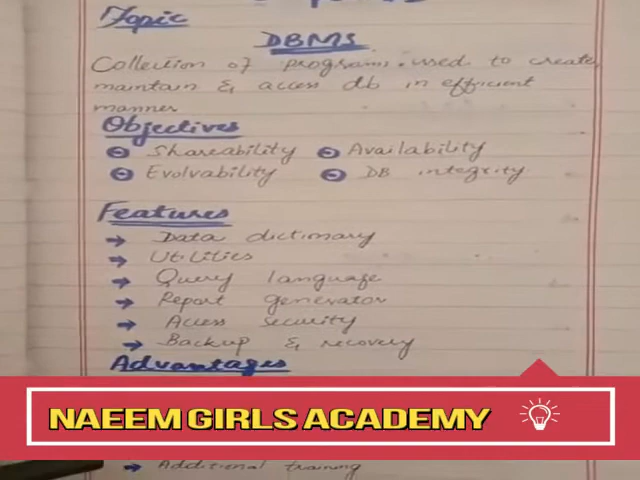 Topic
DBMS
Collection of programs used to create,
maintain & access db in efficient
manner
Objectives
Shareability Availability
Evolvability DB integrity
Features
→ Data dictionary
→ Utilities
→ Query language
→ Report generator
→ Access security
→ Backup & recovery
Advantages
NAEEM GIRLS ACADEMY
→ Additional training